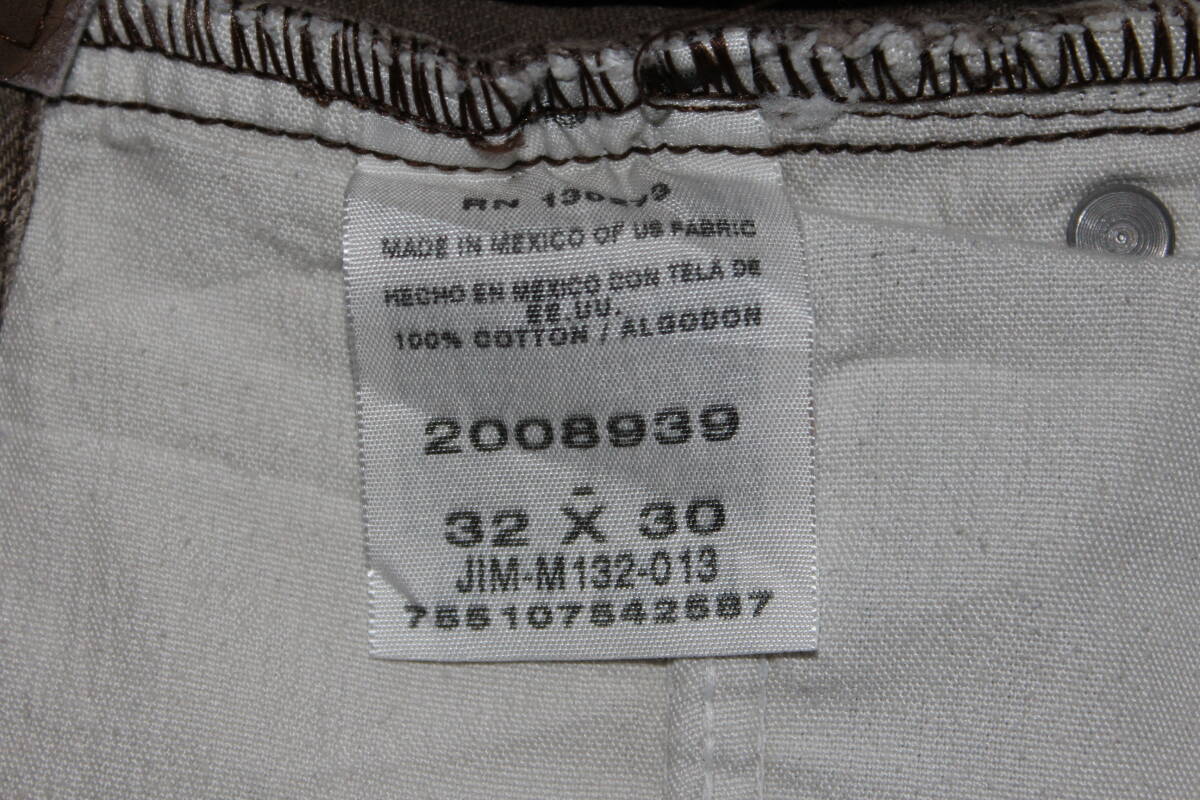 RN
MADE IN MEXICO OF US FABRIC
HECHO EN MEXICO CON TELA DE
EE.UU.
100% COTTON / ALGODON
2008939
-
32 X 30
JIM-M132-013
755107542587